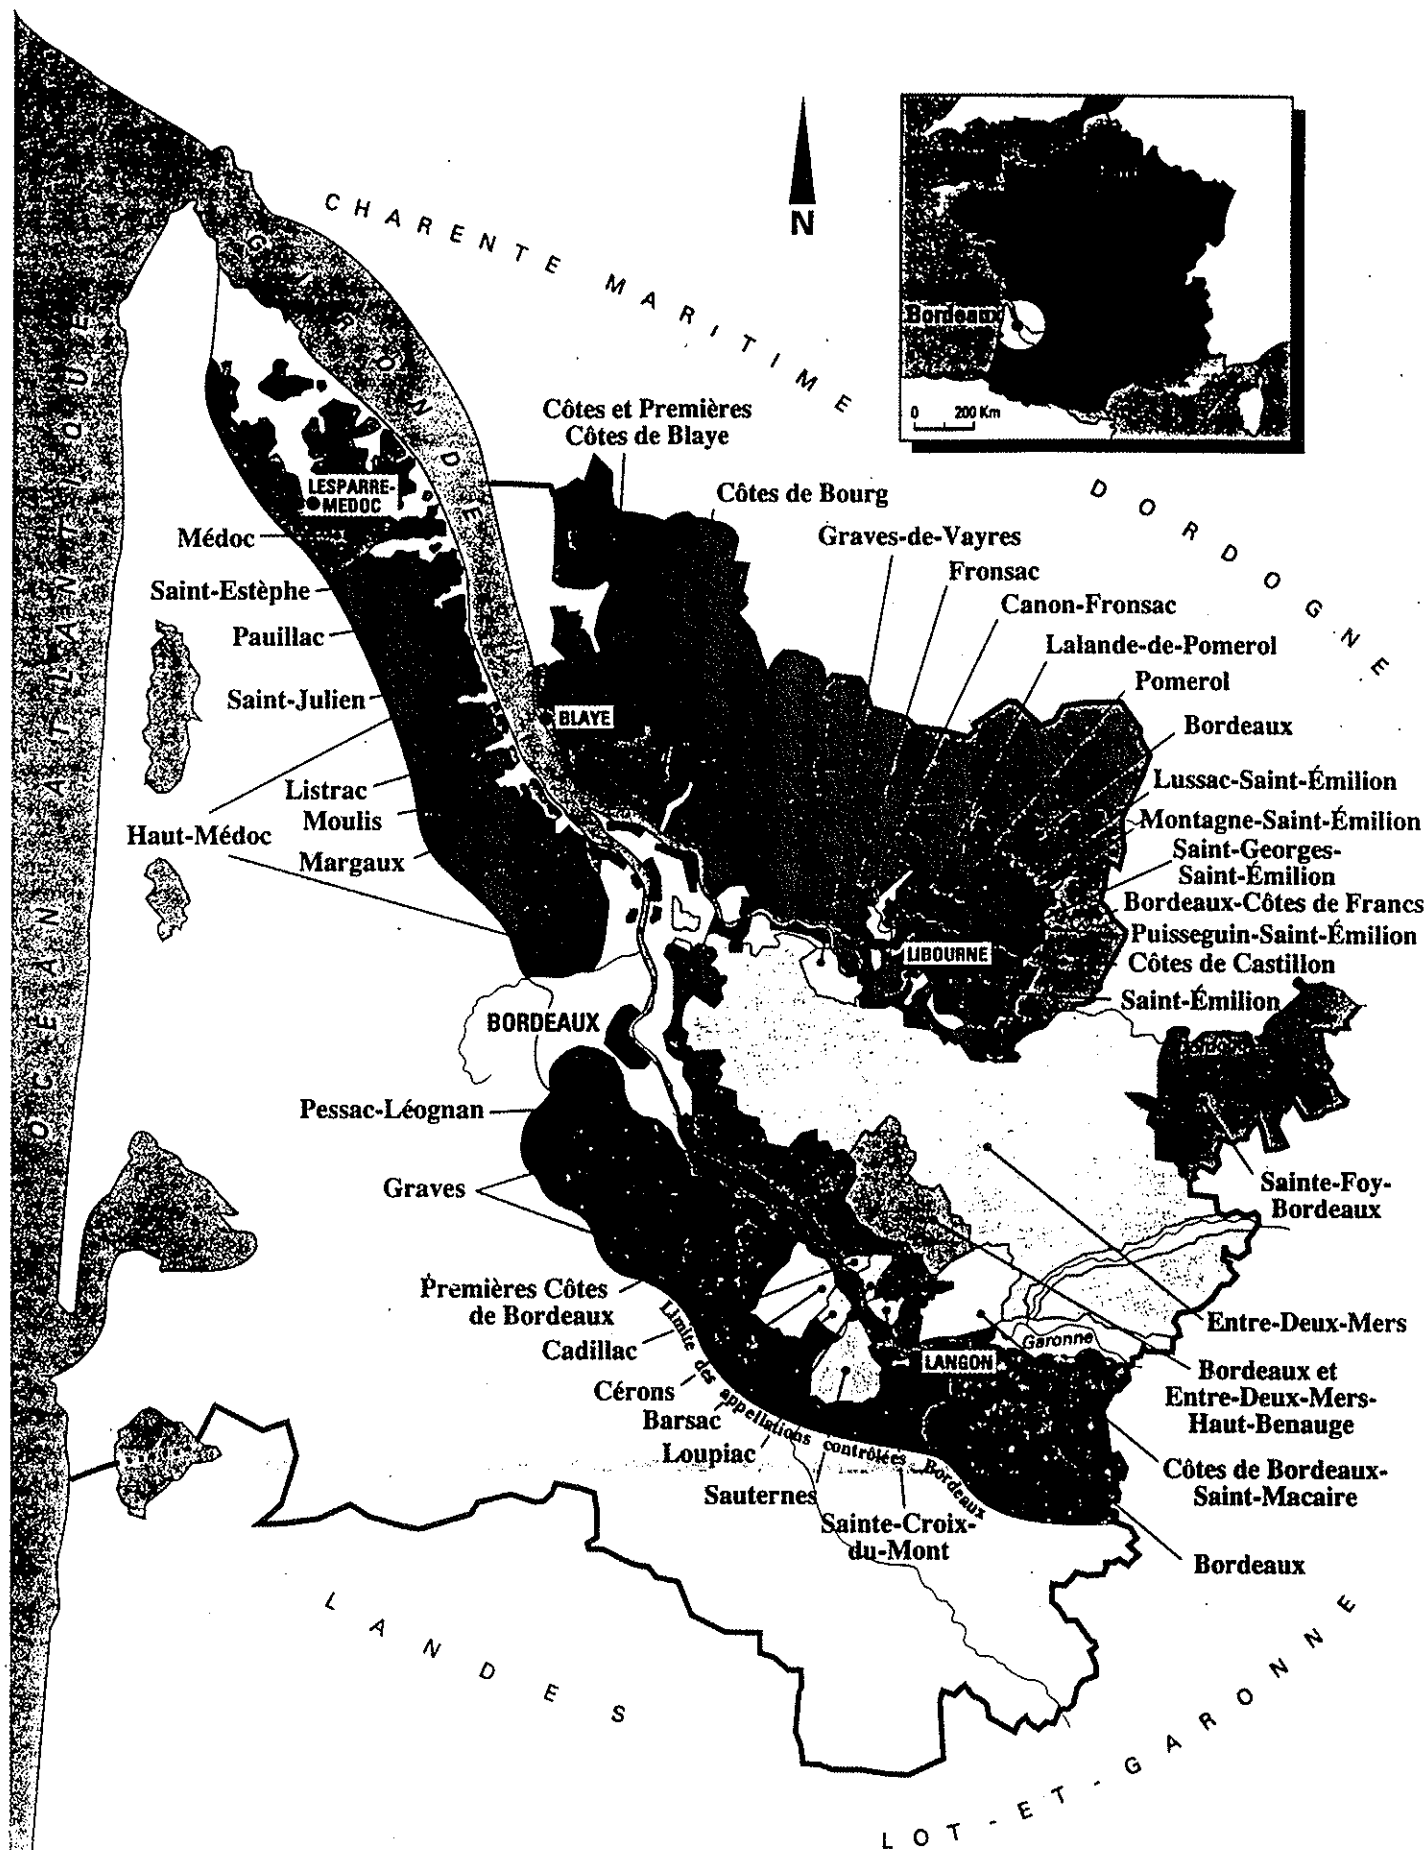 CHARENTE MARITIME
N
Bordeaux
0 200 Km
GIRONDE
OCÉAN ATLANTIQUE
DORDOGNE
Côtes et Premières
Côtes de Blaye
Côtes de Bourg
Graves-de-Vayres
Fronsac
Canon-Fronsac
Lalande-de-Pomerol
Pomerol
Bordeaux
Lussac-Saint-Émilion
Montagne-Saint-Émilion
Saint-Georges-
Saint-Émilion
Bordeaux-Côtes de Francs
Puisseguin-Saint-Émilion
Côtes de Castillon
Saint-Émilion
LESPARRE-
MEDOC
Médoc
Saint-Estèphe
Pauillac
Saint-Julien
BLAYE
Listrac
Moulis
Haut-Médoc
Margaux
LIBOURNE
BORDEAUX
Pessac-Léognan
Graves
Sainte-Foy-
Bordeaux
Premières Côtes
de Bordeaux
Cadillac
Cérons
Barsac
Loupiac
Sauternes
Sainte-Croix-
du-Mont
Limite des appellations contrôlées Bordeaux
LANGON
Garonne
Entre-Deux-Mers
Bordeaux et
Entre-Deux-Mers-
Haut-Benauge
Côtes de Bordeaux-
Saint-Macaire
Bordeaux
LANDES
LOT-ET-GARONNE